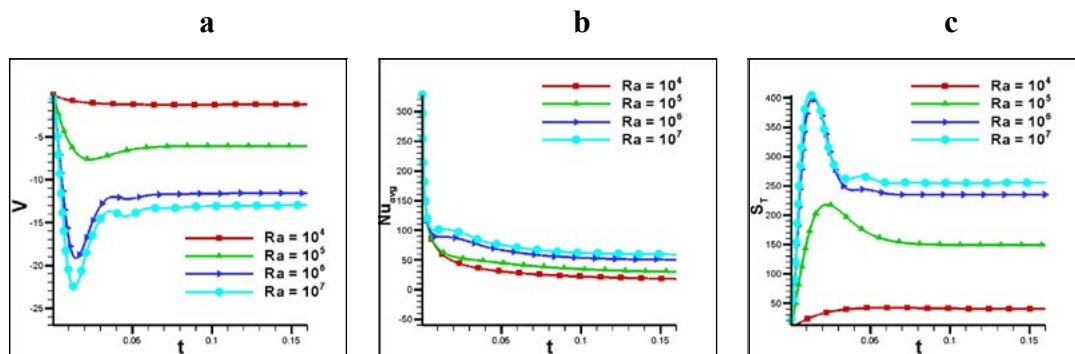 a
b
c
V
-5
-10
-15
-20
-25
0.05
0.1
0.15
t
Ra = 10⁴
Ra = 10⁵
Ra = 10⁶
Ra = 10⁷
Nu_avg
300
250
200
150
100
50
0
-50
0.05
0.1
0.15
t
Ra = 10⁴
Ra = 10⁵
Ra = 10⁶
Ra = 10⁷
S_T
400
350
300
250
200
150
100
50
0.05
0.1
0.15
t
Ra = 10⁴
Ra = 10⁵
Ra = 10⁶
Ra = 10⁷